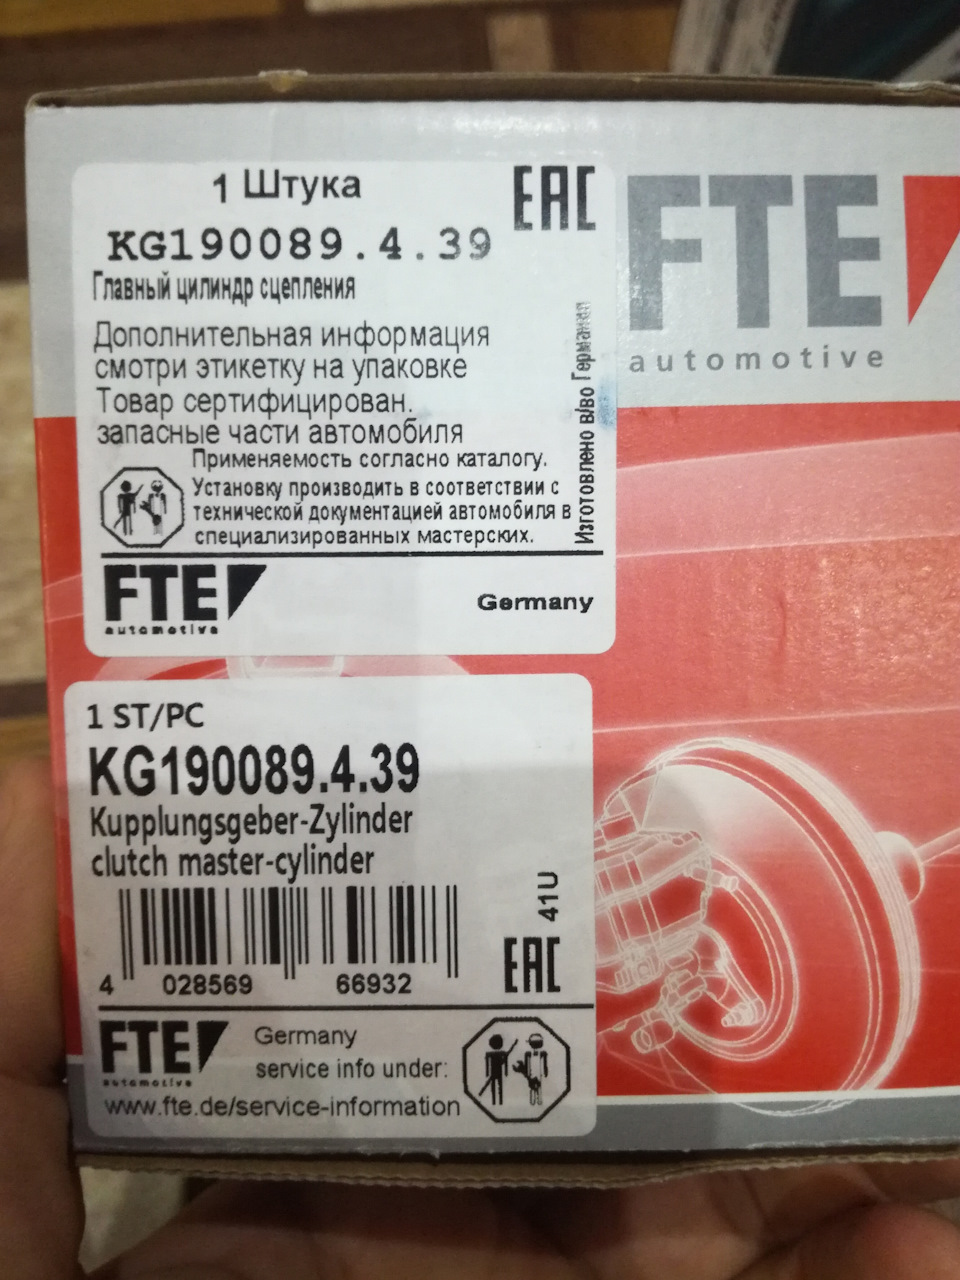 1 Штука
EAC
KG190089.4.39
Главный цилиндр сцепления
Дополнительная информация
смотри этикетку на упаковке
Товар сертифицирован.
запасные части автомобиля
Применяемость согласно каталогу.
Установку производить в соответствии с
технической документацией автомобиля в
специализированных мастерских.
Изготовлено в/во Германия
FTE
automotive
Germany
FTE
automotive
1 ST/PC
KG190089.4.39
Kupplungsgeber-Zylinder
clutch master-cylinder
41U
4 028569 66932
EAC
FTE
automotive
Germany
service info under:
www.fte.de/service-information